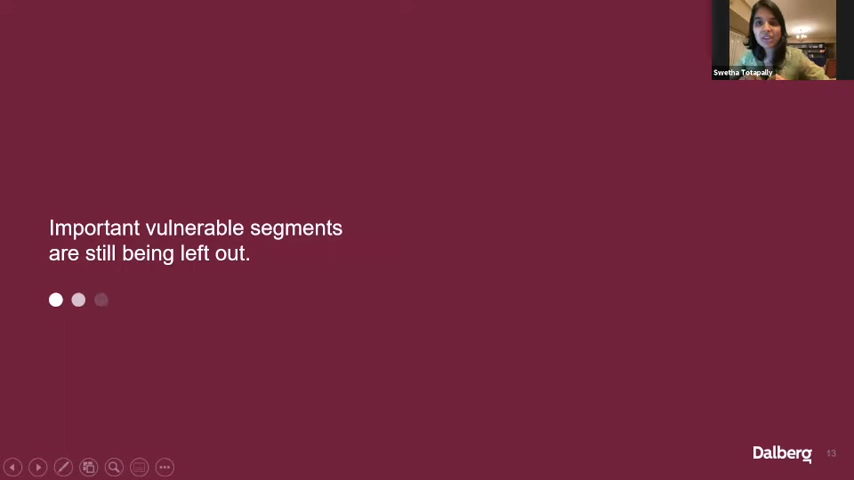 Swetha Totapally
Important vulnerable segments
are still being left out.
Dalberg
13